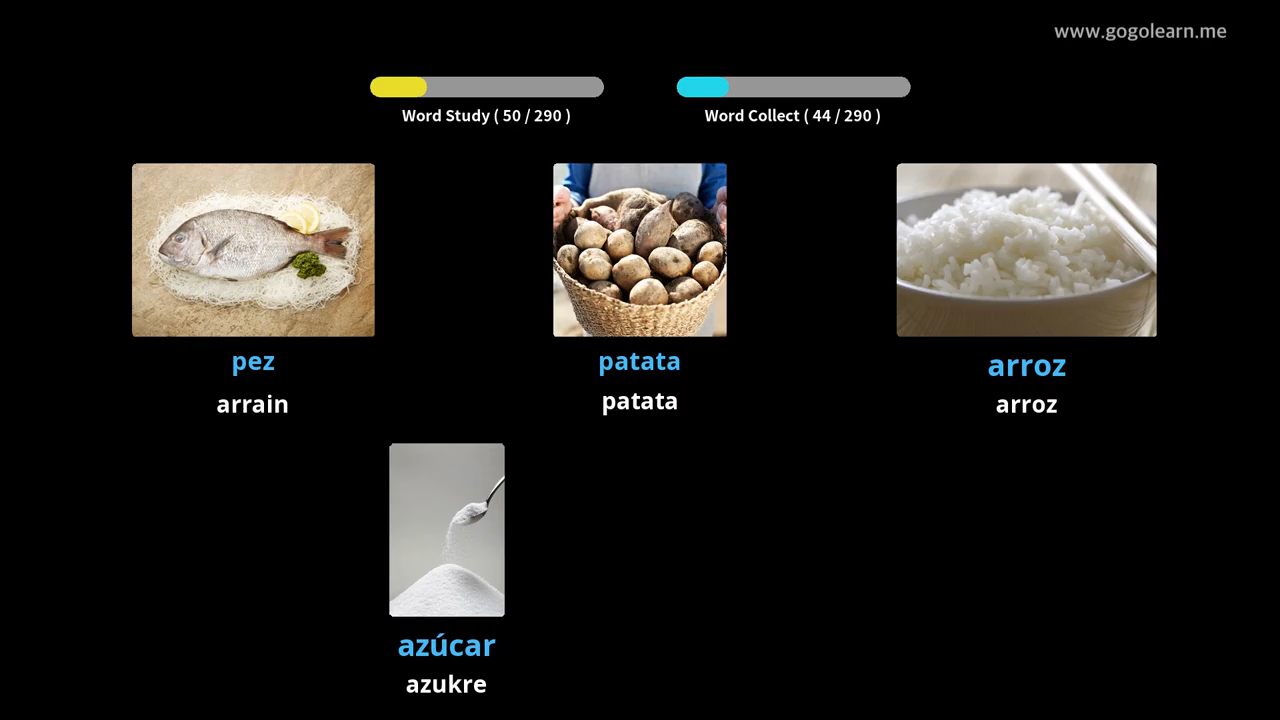 www.gogolearn.me
Word Study ( 50 / 290 )
Word Collect ( 44 / 290 )
pez
arrain
patata
patata
arroz
arroz
azúcar
azukre